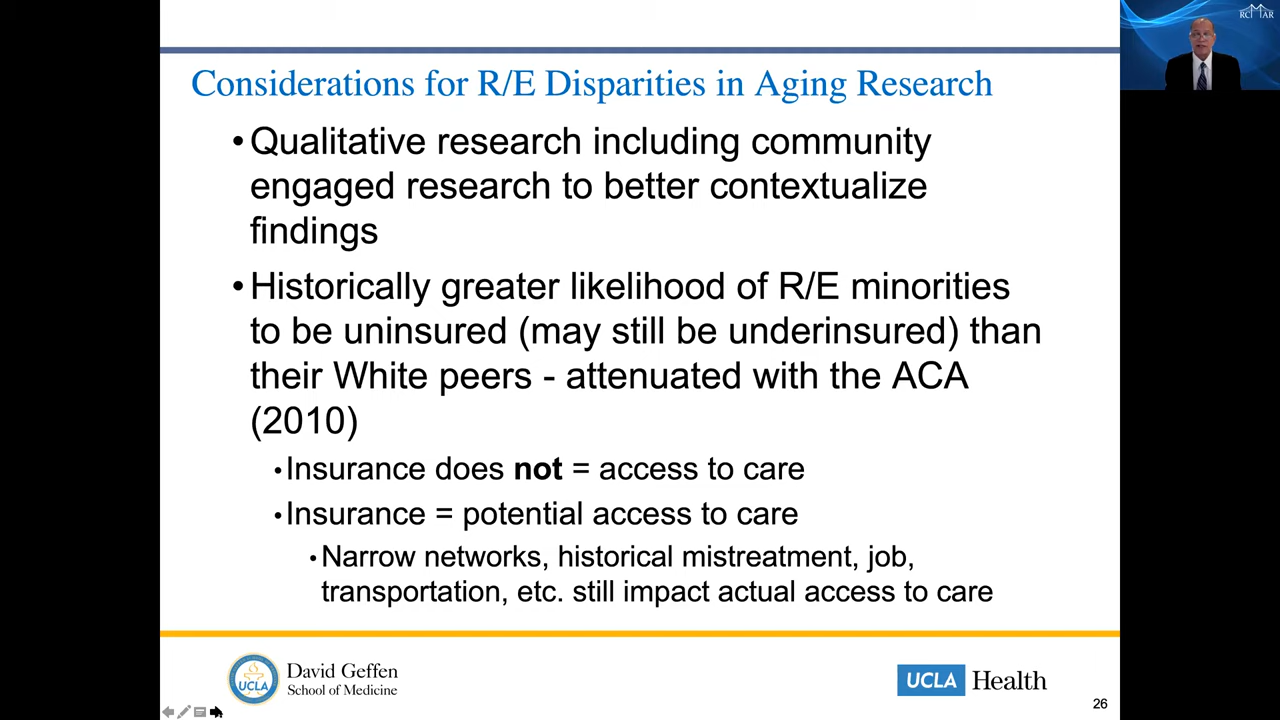 RCMAR
Considerations for R/E Disparities in Aging Research
•Qualitative research including community
engaged research to better contextualize
findings
•Historically greater likelihood of R/E minorities
to be uninsured (may still be underinsured) than
their White peers - attenuated with the ACA
(2010)
•Insurance does not = access to care
•Insurance = potential access to care
•Narrow networks, historical mistreatment, job,
transportation, etc. still impact actual access to care
UCLA
David Geffen
School of Medicine
UCLA Health
26